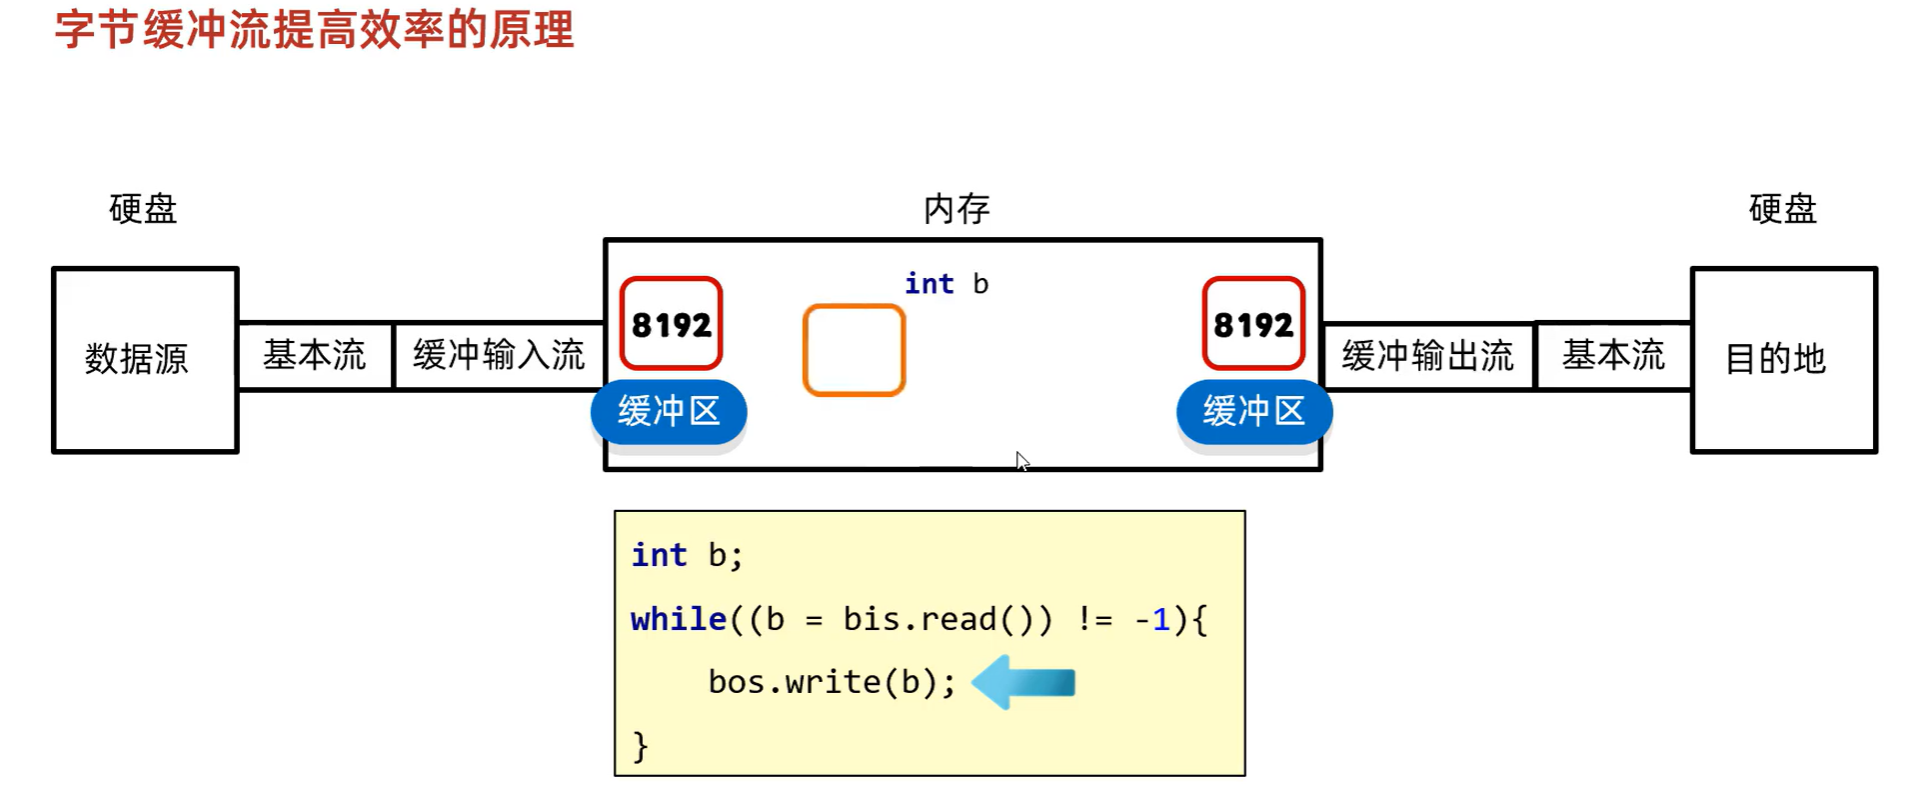 字节缓冲流提高效率的原理
硬盘
内存
硬盘
数据源
基本流
缓冲输入流
8192
缓冲区
int b
8192
缓冲区
缓冲输出流
基本流
目的地
int b;
while((b = bis.read()) != -1){
bos.write(b);
}